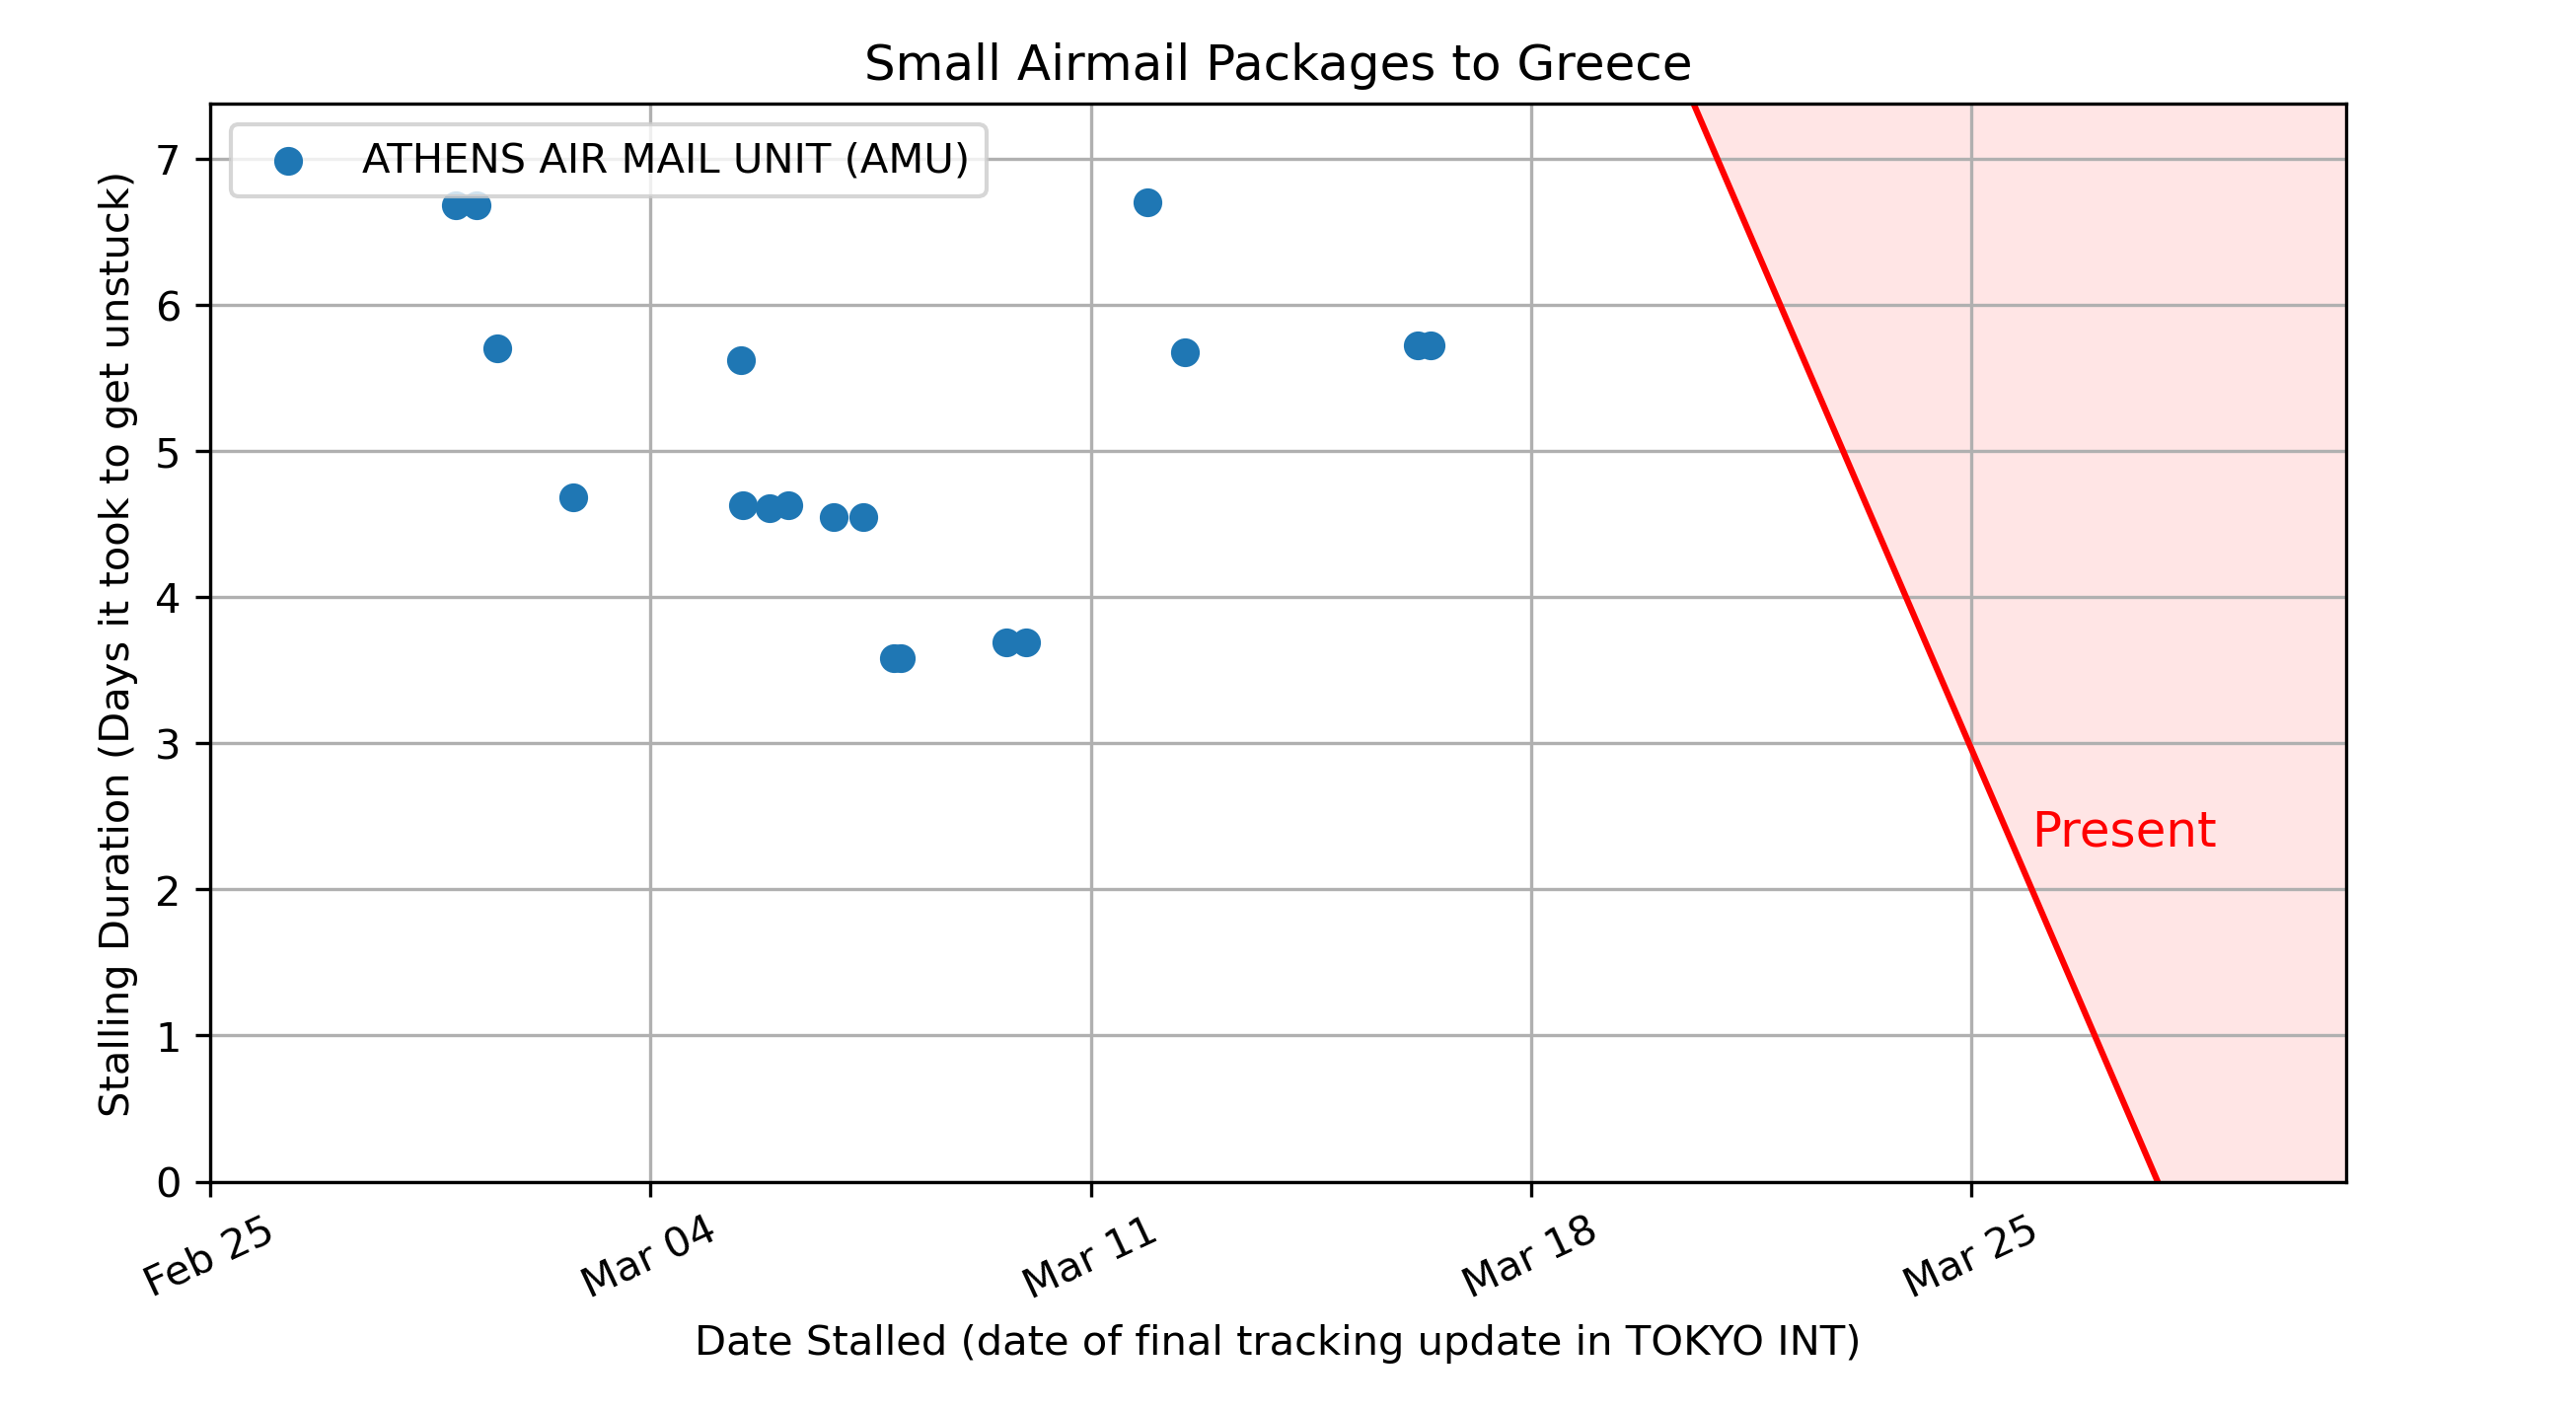 Small Airmail Packages to Greece
ATHENS AIR MAIL UNIT (AMU)
Stalling Duration (Days it took to get unstuck)
7
6
5
4
3
2
1
0
Present
Feb 25
Mar 04
Mar 11
Mar 18
Mar 25
Date Stalled (date of final tracking update in TOKYO INT)